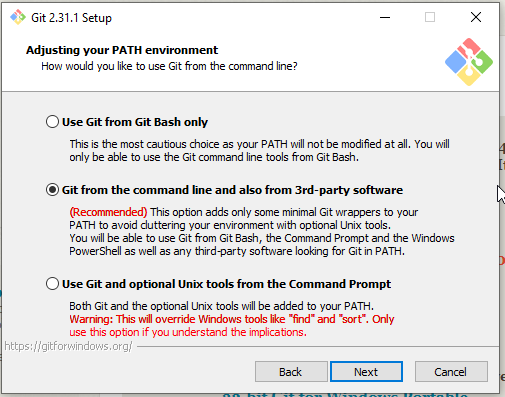 Git 2.31.1 Setup
Adjusting your PATH environment
How would you like to use Git from the command line?
Use Git from Git Bash only
This is the most cautious choice as your PATH will not be modified at all. You will
only be able to use the Git command line tools from Git Bash.
Git from the command line and also from 3rd-party software
(Recommended) This option adds only some minimal Git wrappers to your
PATH to avoid cluttering your environment with optional Unix tools.
You will be able to use Git from Git Bash, the Command Prompt and the Windows
PowerShell as well as any third-party software looking for Git in PATH.
Use Git and optional Unix tools from the Command Prompt
Both Git and the optional Unix tools will be added to your PATH.
Warning: This will override Windows tools like "find" and "sort". Only
use this option if you understand the implications.
https://gitforwindows.org/
Back Next Cancel